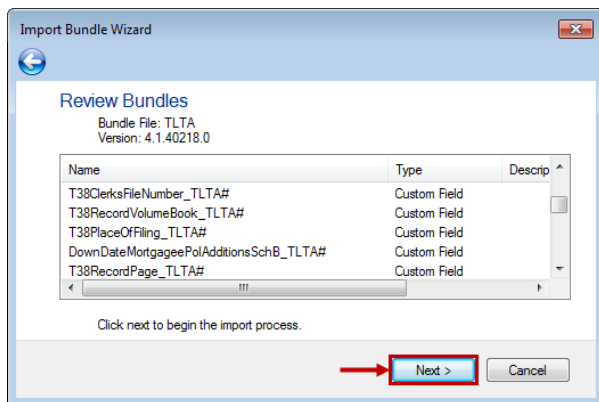 Import Bundle Wizard
Review Bundles
Bundle File: TLTA
Version: 4.1.40218.0
Name Type Descrip
T38ClerksFileNumber_TLTA# Custom Field
T38RecordVolumeBook_TLTA# Custom Field
T38PlaceOfFiling_TLTA# Custom Field
DownDateMortgageePolAdditionsSchB_TLTA# Custom Field
T38RecordPage_TLTA# Custom Field
Click next to begin the import process.
Next > Cancel